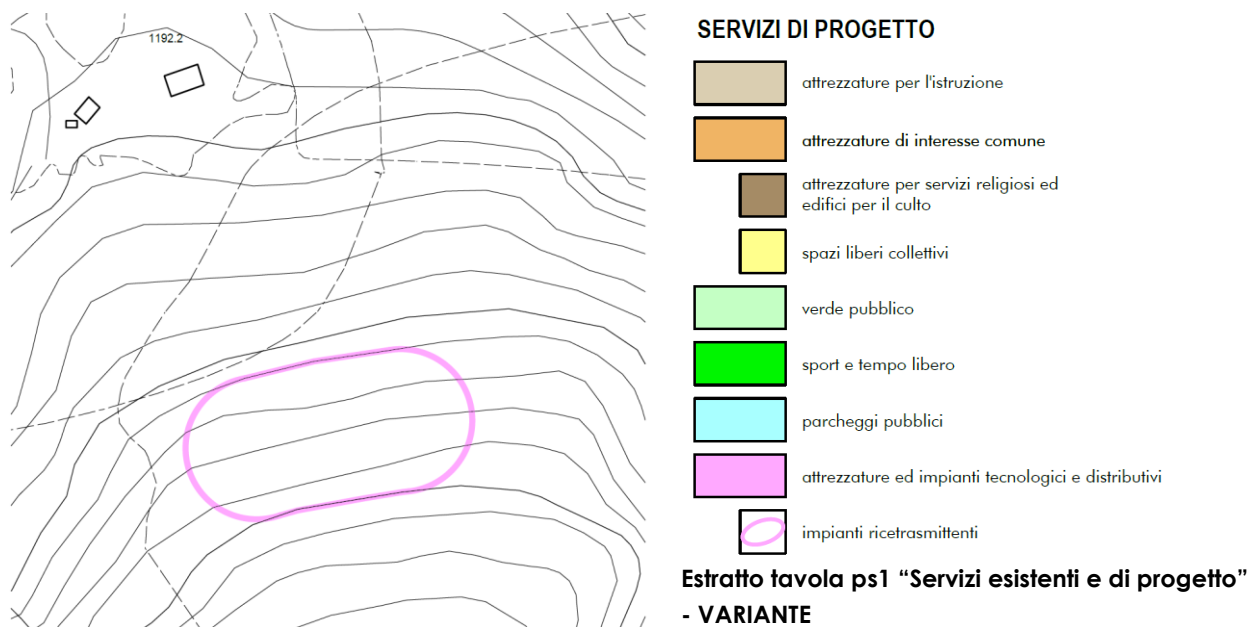 1192.2
SERVIZI DI PROGETTO
attrezzature per l'istruzione
attrezzature di interesse comune
attrezzature per servizi religiosi ed
edifici per il culto
spazi liberi collettivi
verde pubblico
sport e tempo libero
parcheggi pubblici
attrezzature ed impianti tecnologici e distributivi
impianti ricetrasmittenti
Estratto tavola ps1 “Servizi esistenti e di progetto”
- VARIANTE